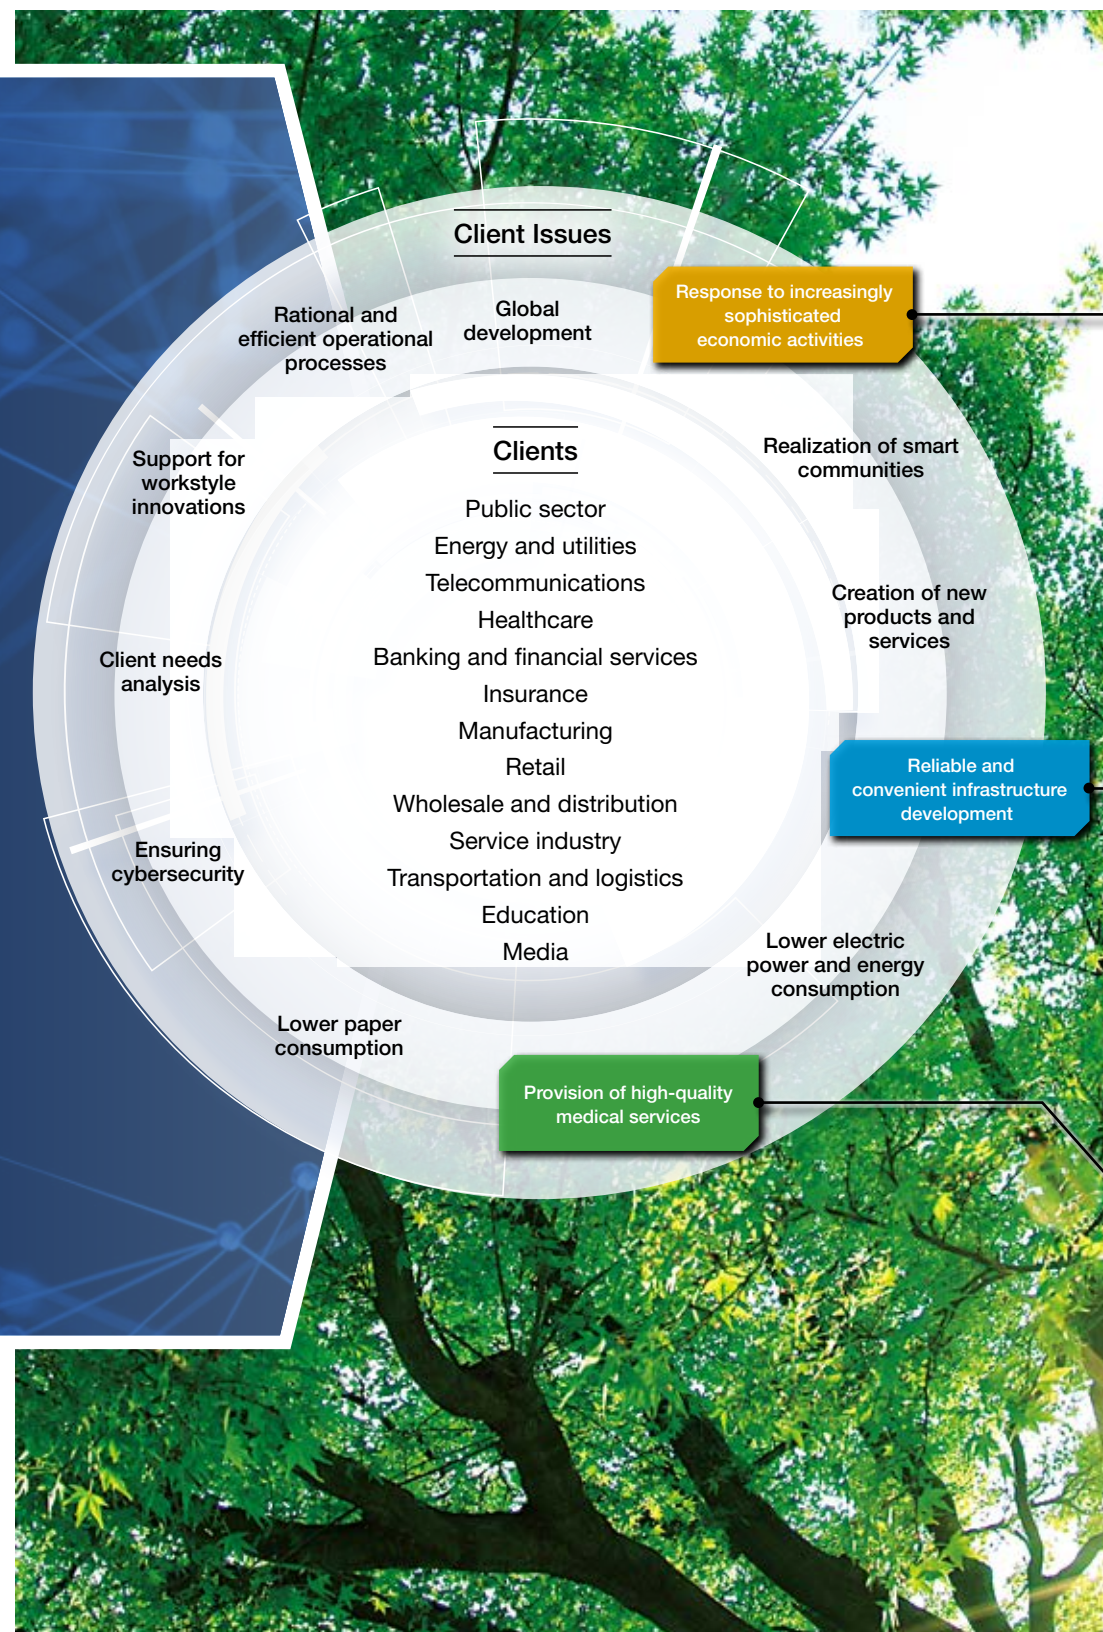 Client Issues
Rational and
efficient operational
processes
Global
development
Response to increasingly
sophisticated
economic activities
Support for
workstyle
innovations
Realization of smart
communities
Client needs
analysis
Creation of new
products and
services
Ensuring
cybersecurity
Reliable and
convenient infrastructure
development
Lower paper
consumption
Lower electric
power and energy
consumption
Provision of high-quality
medical services
Clients
Public sector
Energy and utilities
Telecommunications
Healthcare
Banking and financial services
Insurance
Manufacturing
Retail
Wholesale and distribution
Service industry
Transportation and logistics
Education
Media